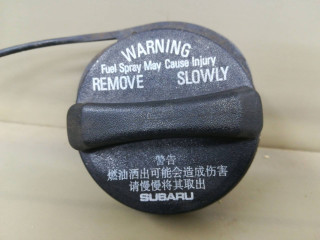 WARNING
Fuel Spray May Cause Injury
REMOVE SLOWLY
警告
燃油洒出可能会造成伤害
请慢慢将其取出
SUBARU